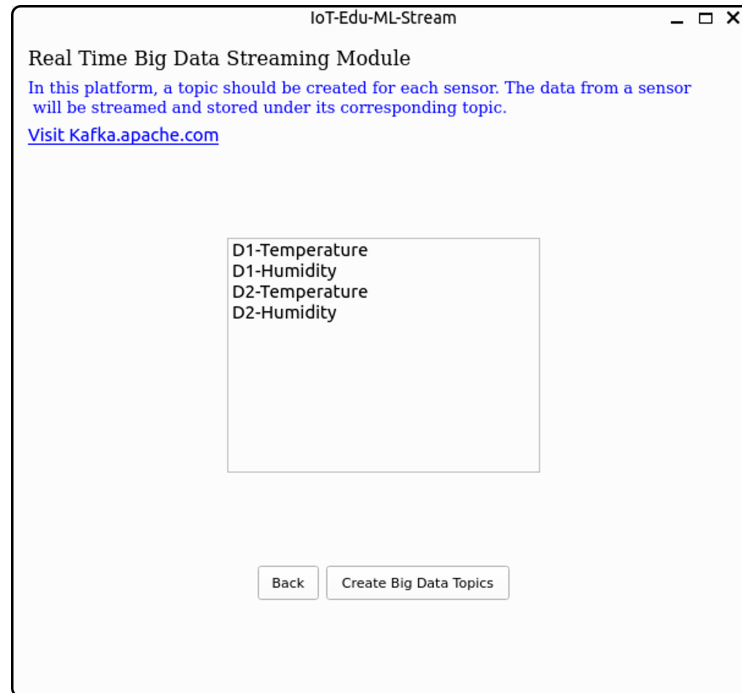 IoT-Edu-ML-Stream
Real Time Big Data Streaming Module
In this platform, a topic should be created for each sensor. The data from a sensor
will be streamed and stored under its corresponding topic.
Visit Kafka.apache.com
D1-Temperature
D1-Humidity
D2-Temperature
D2-Humidity
Back
Create Big Data Topics